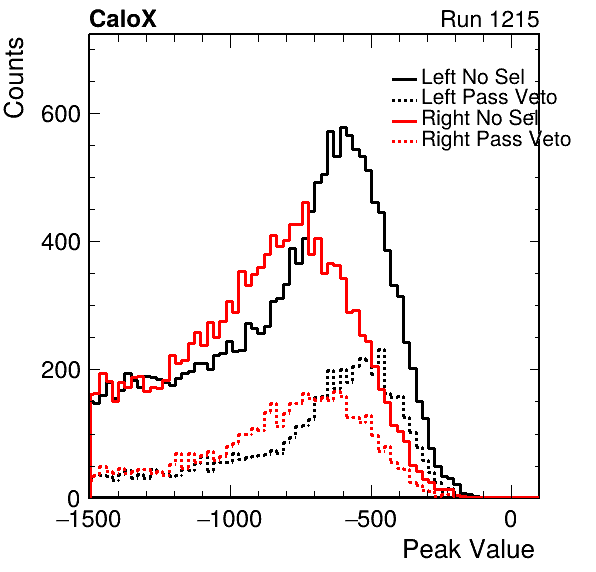 CaloX Run 1215
Counts
Left No Sel
Left Pass Veto
Right No Sel
Right Pass Veto
600
400
200
0
−1500 −1000 −500 0
Peak Value